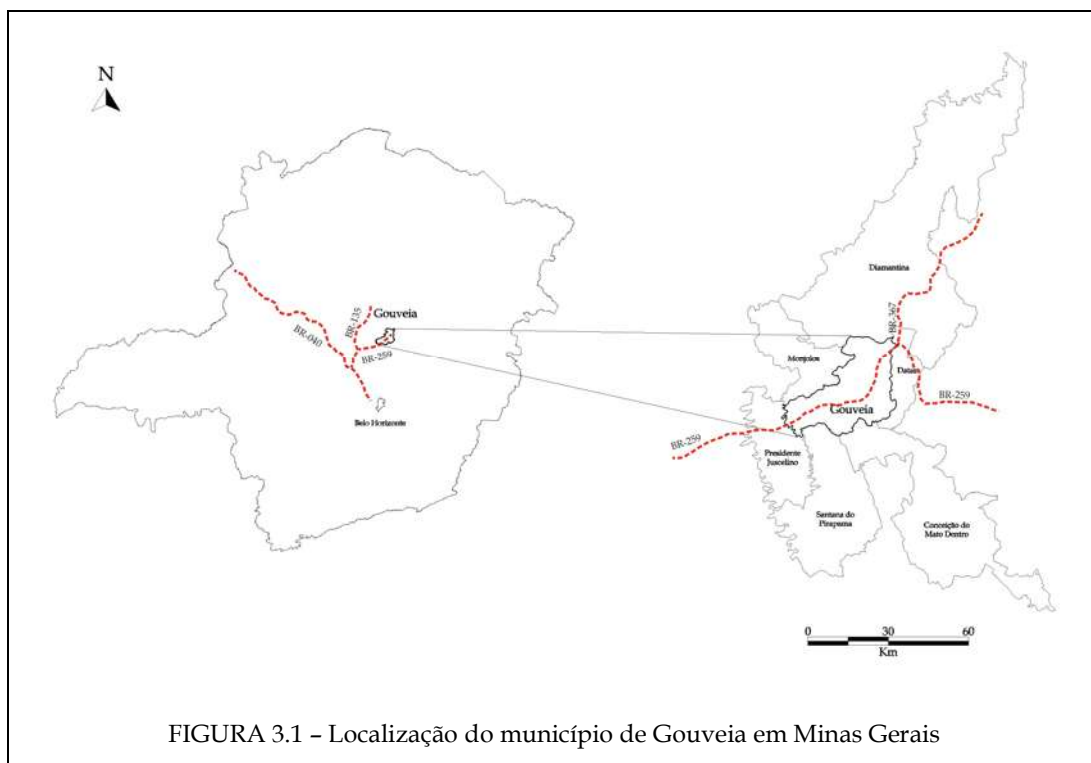 N
Gouveia
BR-135
BR-040
BR-259
Belo Horizonte
Diamantina
BR-367
Monjolos
Datas
Gouveia
BR-259
BR-259
Presidente
Juscelino
Santana do
Pirapama
Conceição do
Mato Dentro
0 30 60
Km
FIGURA 3.1 – Localização do município de Gouveia em Minas Gerais